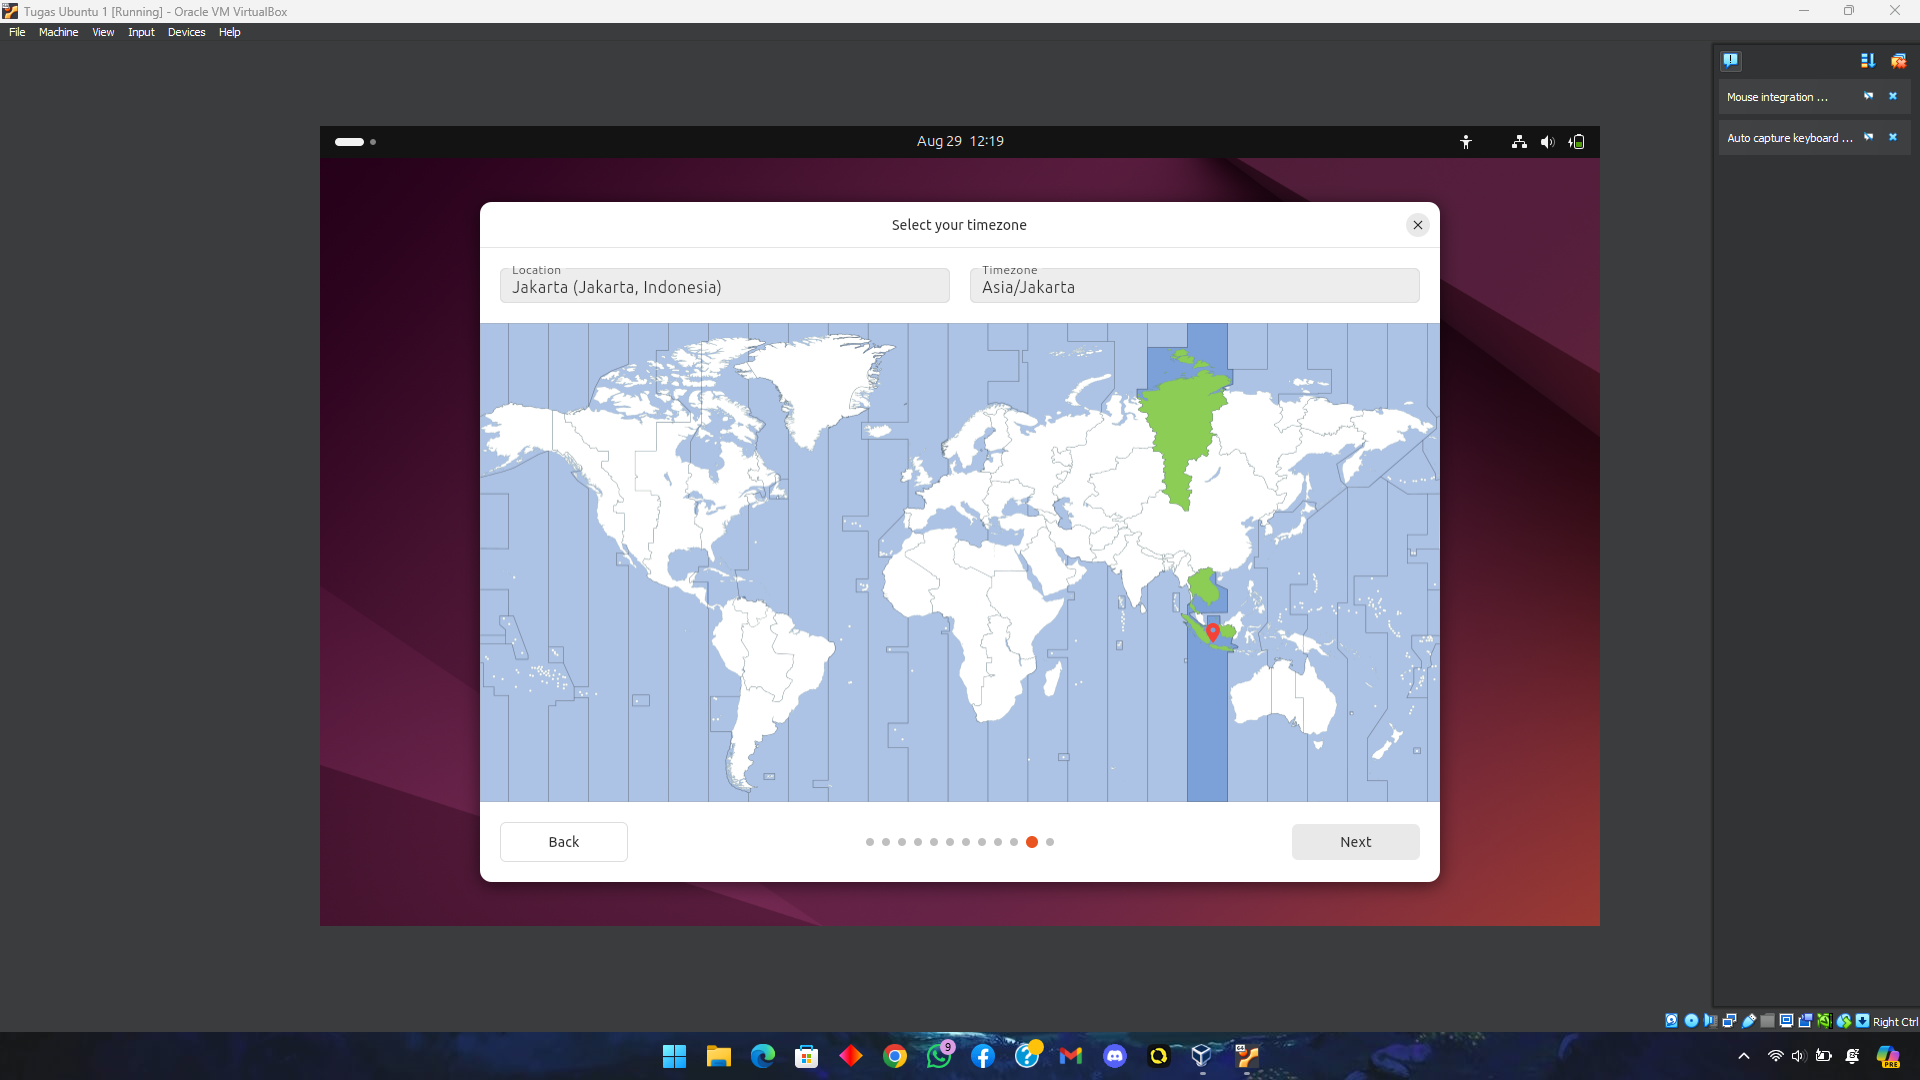 Tugas Ubuntu 1 [Running] - Oracle VM VirtualBox
File Machine View Input Devices Help
Mouse integration ...
Auto capture keyboard ...
Aug 29 12:19
Select your timezone
Location
Jakarta (Jakarta, Indonesia)
Timezone
Asia/Jakarta
Back
Next
Right Ctrl
9
PRE